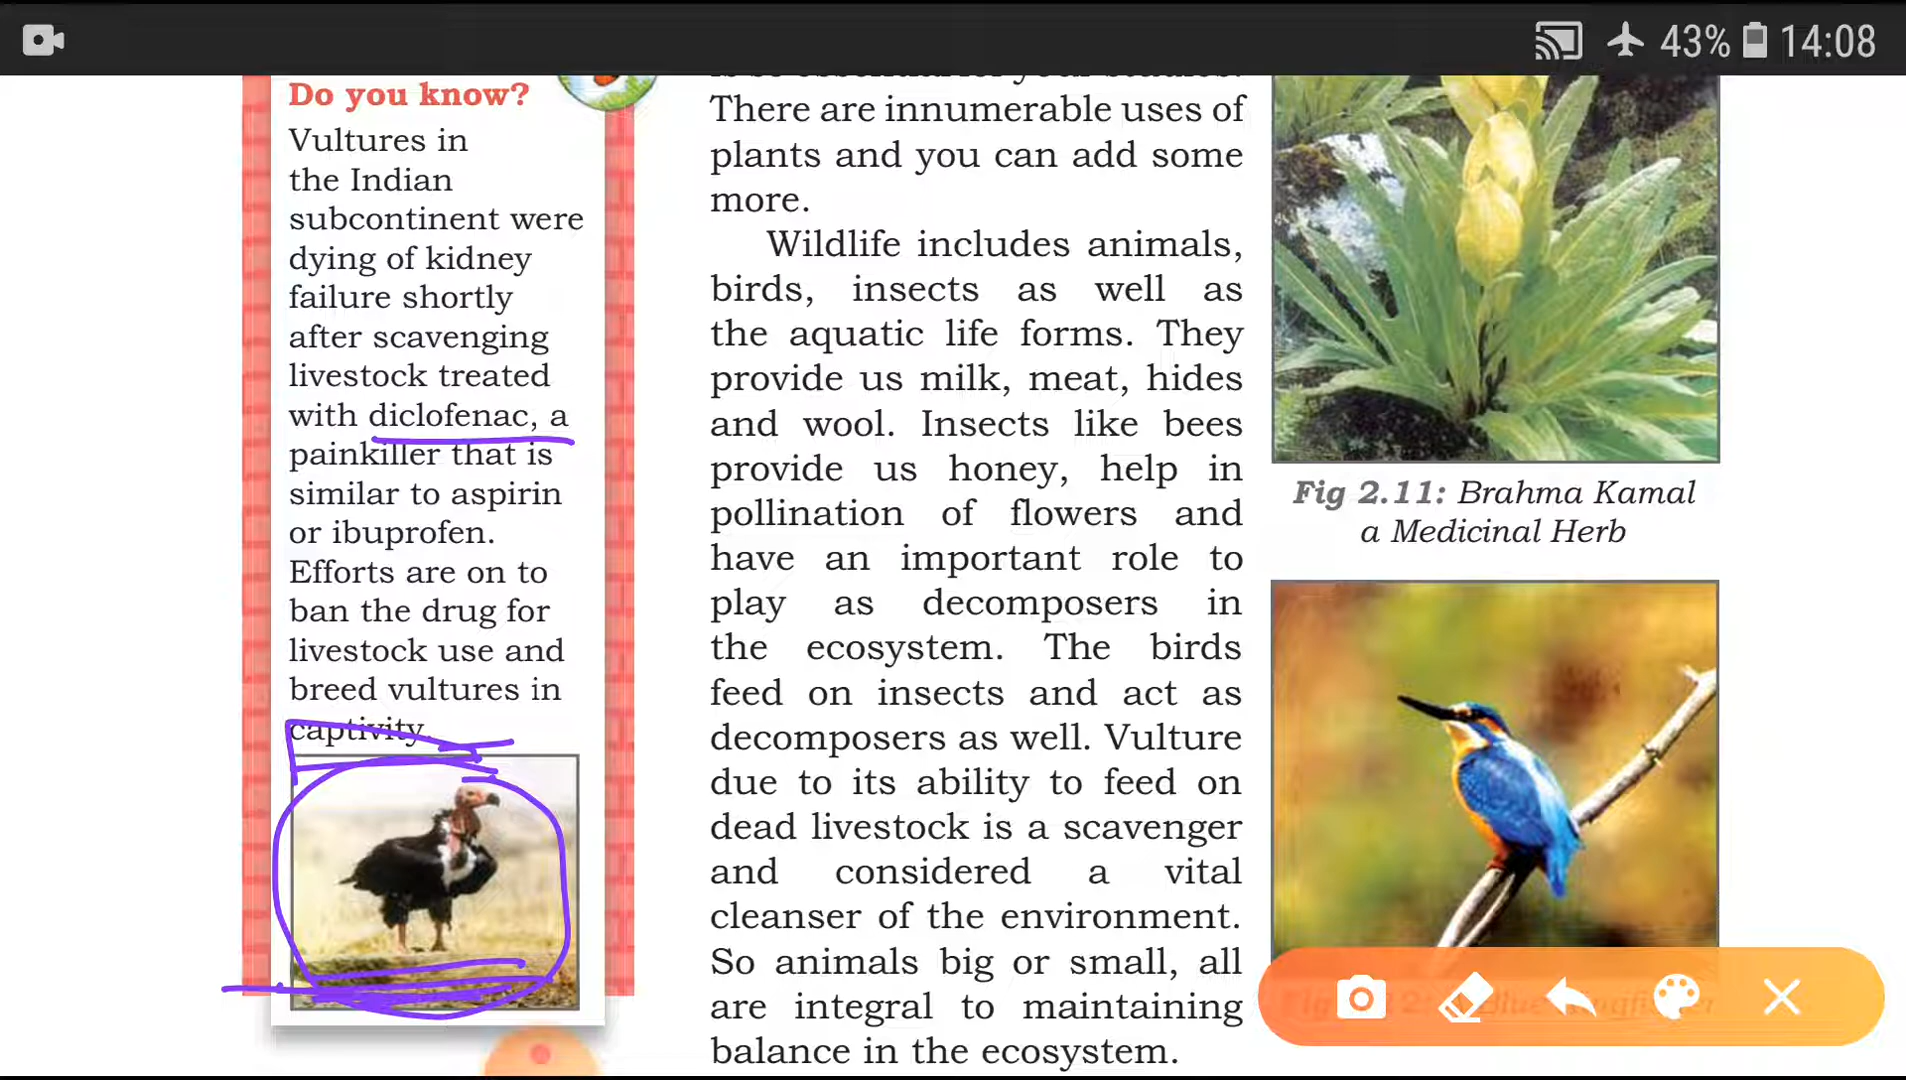 43% 14:08
Do you know?
Vultures in
the Indian
subcontinent were
dying of kidney
failure shortly
after scavenging
livestock treated
with diclofenac, a
painkiller that is
similar to aspirin
or ibuprofen.
Efforts are on to
ban the drug for
livestock use and
breed vultures in
captivity.
is so essential for your studies.
There are innumerable uses of
plants and you can add some
more.
Wildlife includes animals,
birds, insects as well as
the aquatic life forms. They
provide us milk, meat, hides
and wool. Insects like bees
provide us honey, help in
pollination of flowers and
have an important role to
play as decomposers in
the ecosystem. The birds
feed on insects and act as
decomposers as well. Vulture
due to its ability to feed on
dead livestock is a scavenger
and considered a vital
cleanser of the environment.
So animals big or small, all
are integral to maintaining
balance in the ecosystem.
Fig 2.11: Brahma Kamal
a Medicinal Herb